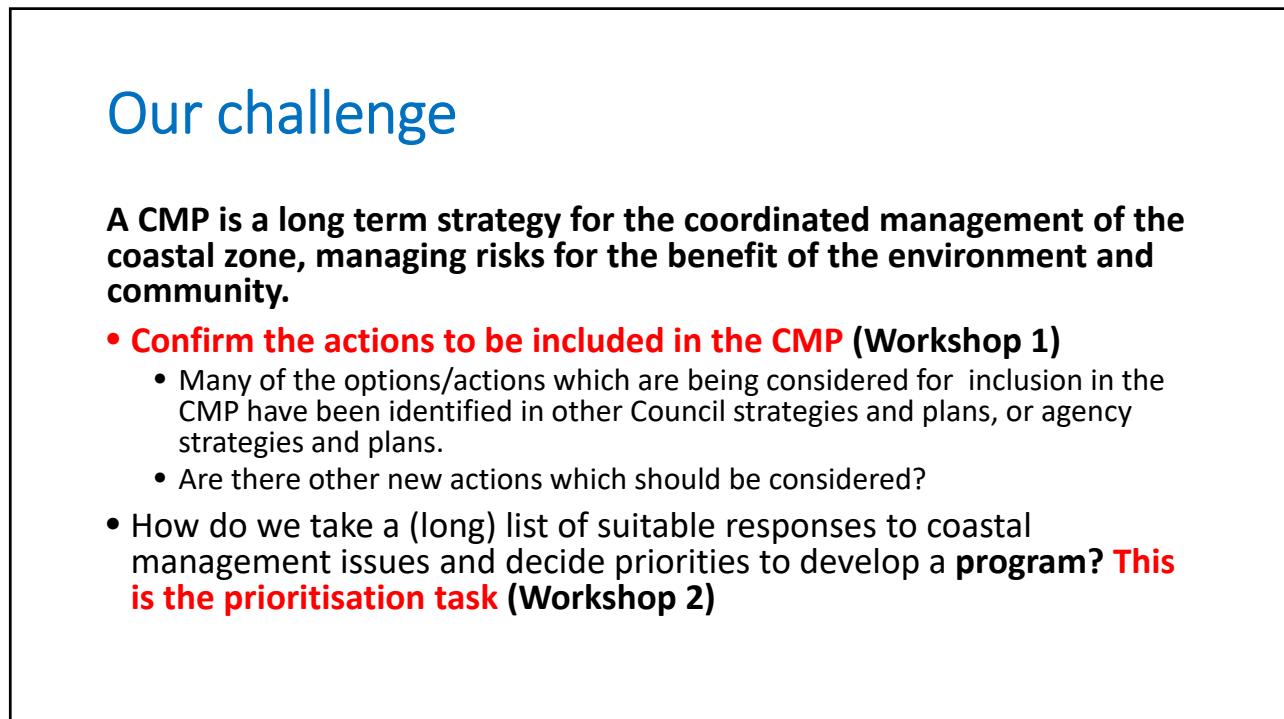 Our challenge
A CMP is a long term strategy for the coordinated management of the
coastal zone, managing risks for the benefit of the environment and
community.
• Confirm the actions to be included in the CMP (Workshop 1)
• Many of the options/actions which are being considered for  inclusion in the
CMP have been identified in other Council strategies and plans, or agency
strategies and plans.
• Are there other new actions which should be considered?
• How do we take a (long) list of suitable responses to coastal
management issues and decide priorities to develop a program? This
is the prioritisation task (Workshop 2)